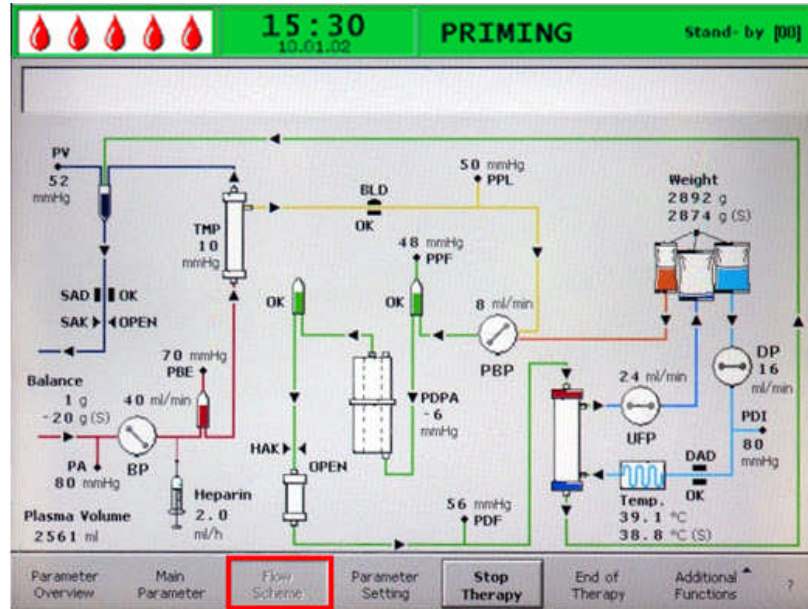 15:30
10.01.02
PRIMING
Stand-by [00]
PV
52
mmHg
TMP
10
mmHg
BLD
OK
50 mmHg
PPL
48 mmHg
PPF
Weight
2892 g
2874 g (S)
SAD
OK
SAK
OPEN
OK
OK
8 ml/min
PBP
70 mmHg
PBE
Balance
1 g
-20 g (S)
40 ml/min
PDPA
-6
mmHg
24 ml/min
UFP
DP
16
ml/min
PDI
80
mmHg
PA
80 mmHg
BP
HAK
OPEN
DAD
OK
Heparin
2.0
ml/h
56 mmHg
PDF
Temp.
39.1 °C
38.8 °C (S)
Plasma Volume
2561 ml
Parameter
Overview
Main
Parameter
Flow
Scheme
Parameter
Setting
Stop
Therapy
End of
Therapy
Additional
Functions
?